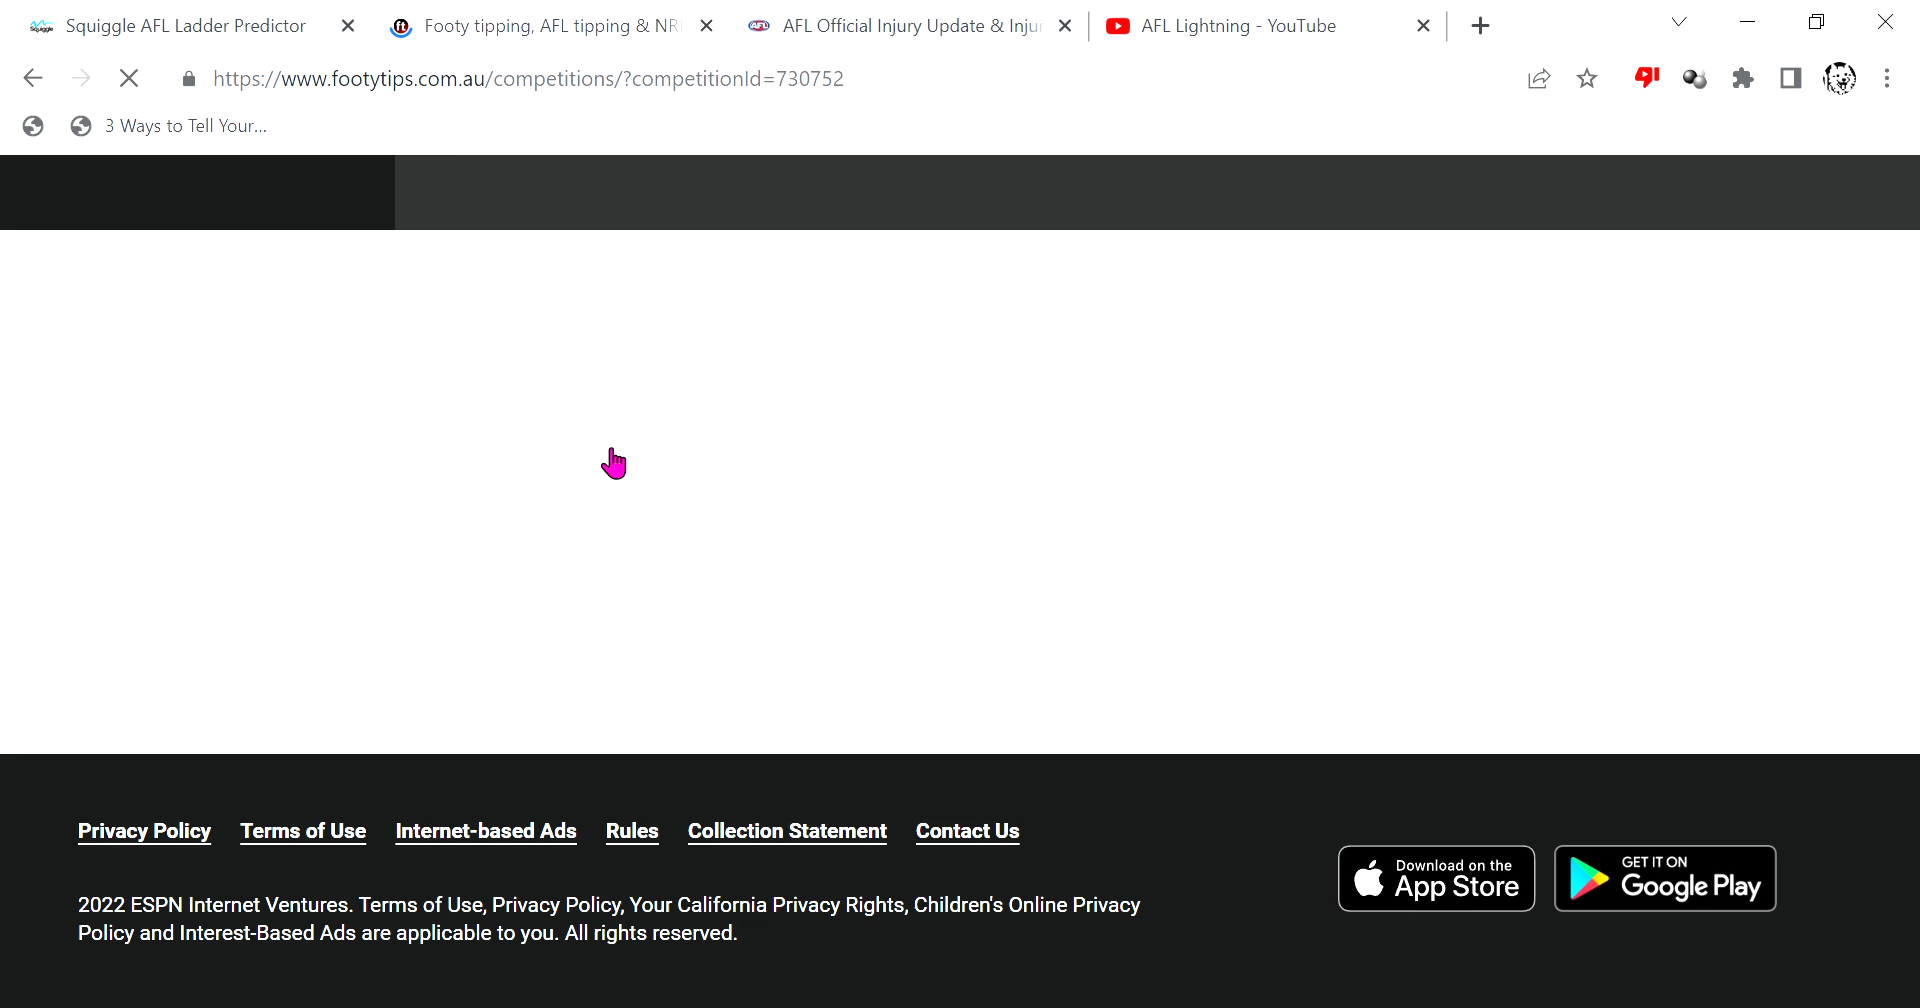 Squiggle AFL Ladder Predictor
Footy tipping, AFL tipping & NR
AFL Official Injury Update & Inju
AFL Lightning - YouTube
https://www.footytips.com.au/competitions/?competitionId=730752
3 Ways to Tell Your...
Privacy Policy Terms of Use Internet-based Ads Rules Collection Statement Contact Us
2022 ESPN Internet Ventures. Terms of Use, Privacy Policy, Your California Privacy Rights, Children's Online Privacy
Policy and Interest-Based Ads are applicable to you. All rights reserved.
Download on the
App Store
GET IT ON
Google Play